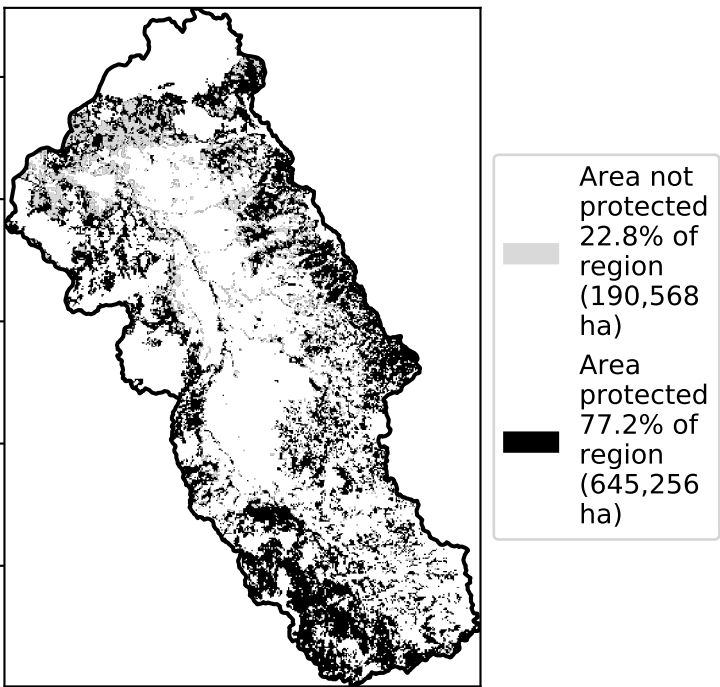 Area not
protected
22.8% of
region
(190,568
ha)
Area
protected
77.2% of
region
(645,256
ha)